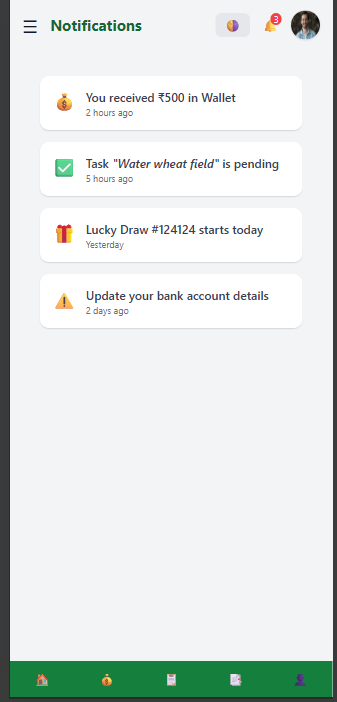 Notifications
3
You received ₹500 in Wallet
2 hours ago
Task "Water wheat field" is pending
5 hours ago
Lucky Draw #124124 starts today
Yesterday
Update your bank account details
2 days ago